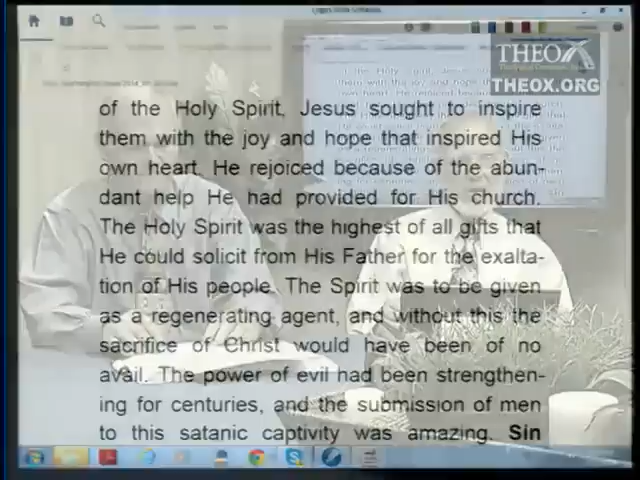 THEOX
THEOX.ORG
of the Holy Spirit, Jesus sought to inspire
them with the joy and hope that inspired His
own heart. He rejoiced because of the abun-
dant help He had provided for His church.
The Holy Spirit was the highest of all gifts that
He could solicit from His Father for the exalta-
tion of His people. The Spirit was to be given
as a regenerating agent, and without this the
sacrifice of Christ would have been of no
avail. The power of evil had been strengthen-
ing for centuries, and the submission of men
to this satanic captivity was amazing. Sin